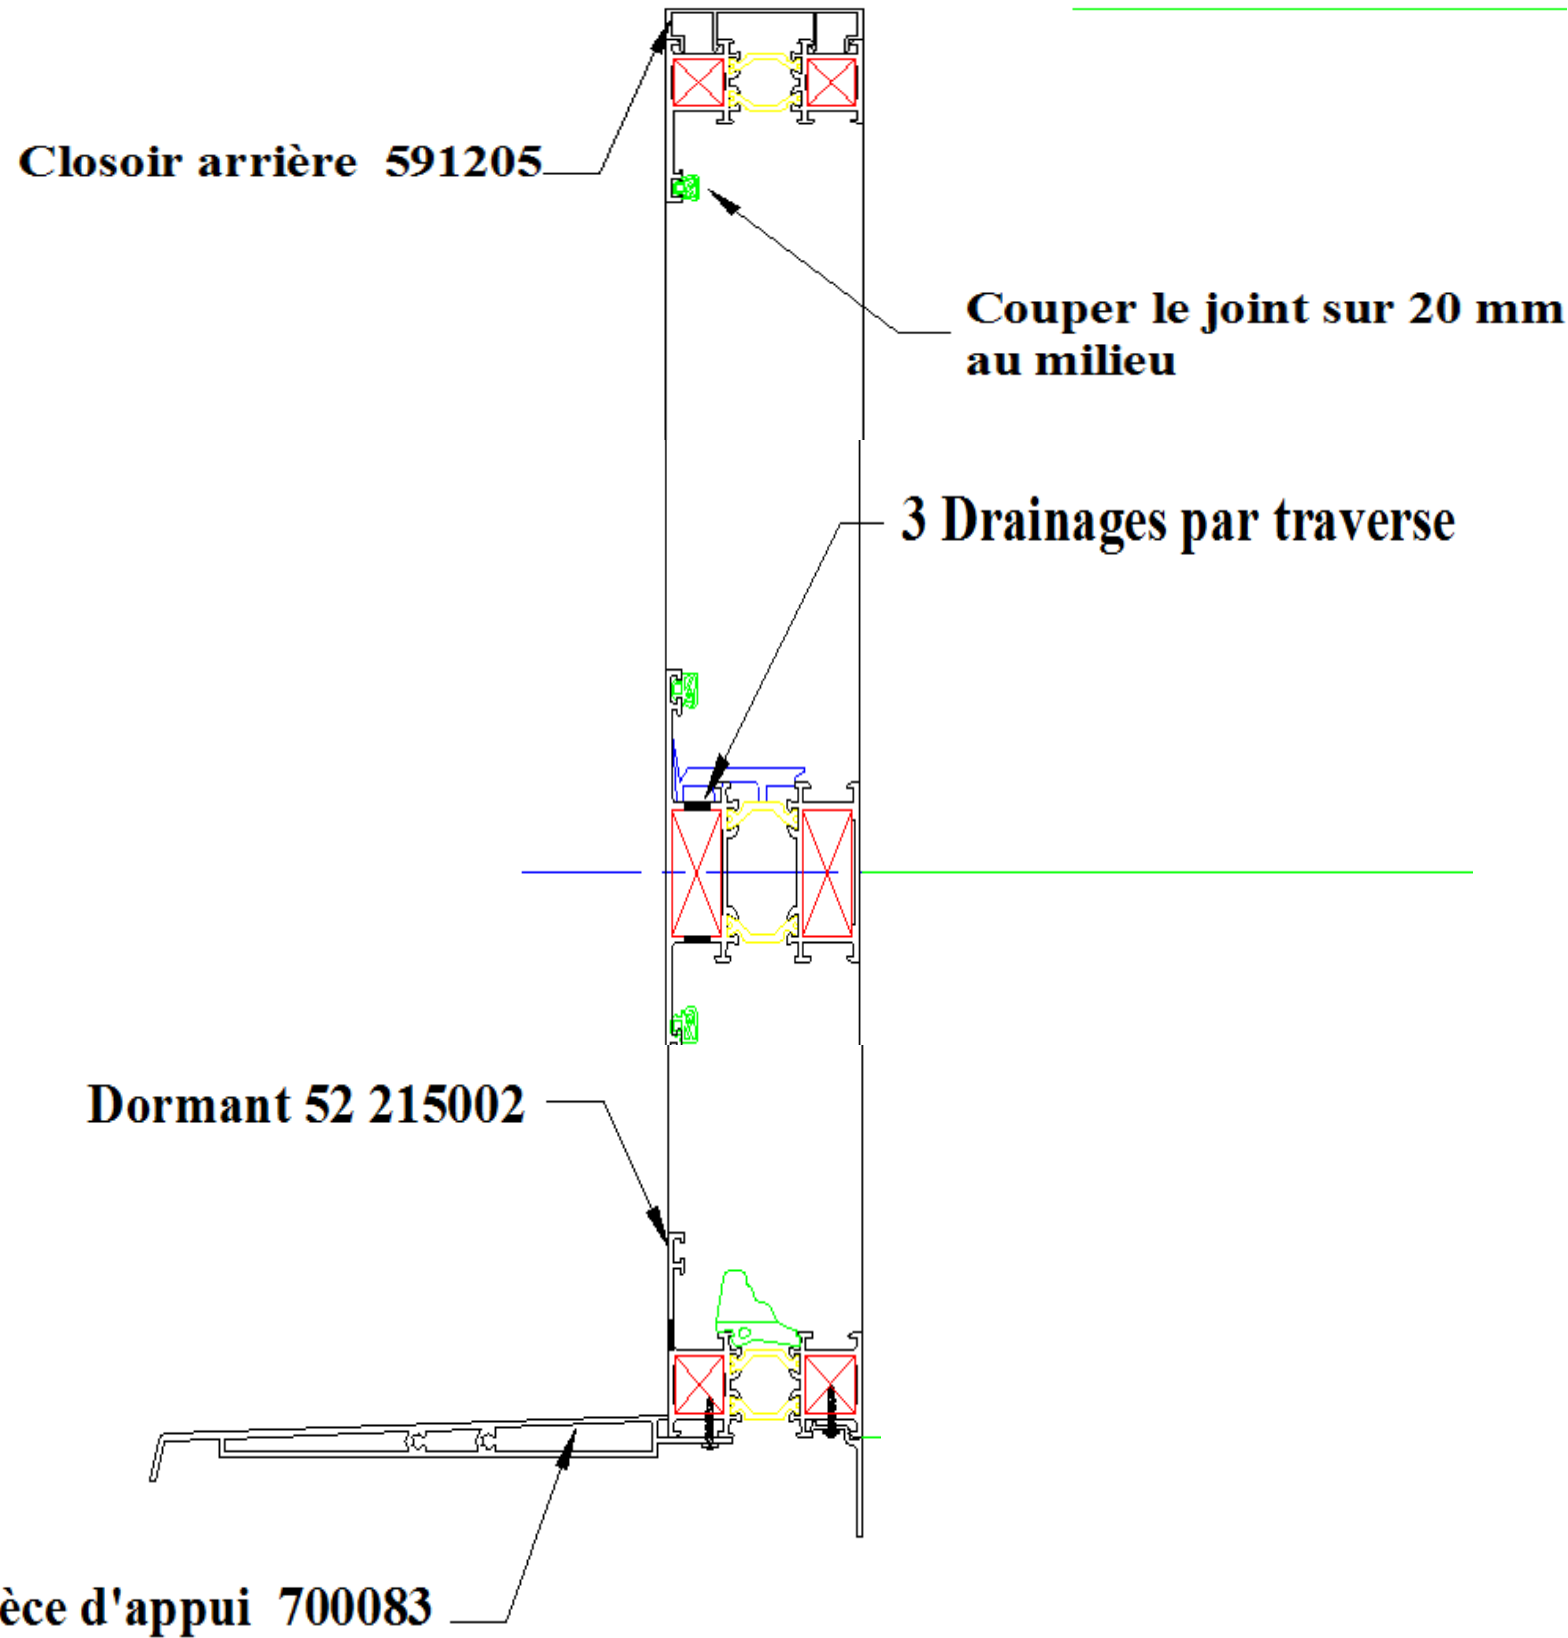 Closoir arrière 591205
Couper le joint sur 20 mm
au milieu
3 Drainages par traverse
Dormant 52 215002
èce d'appui 700083